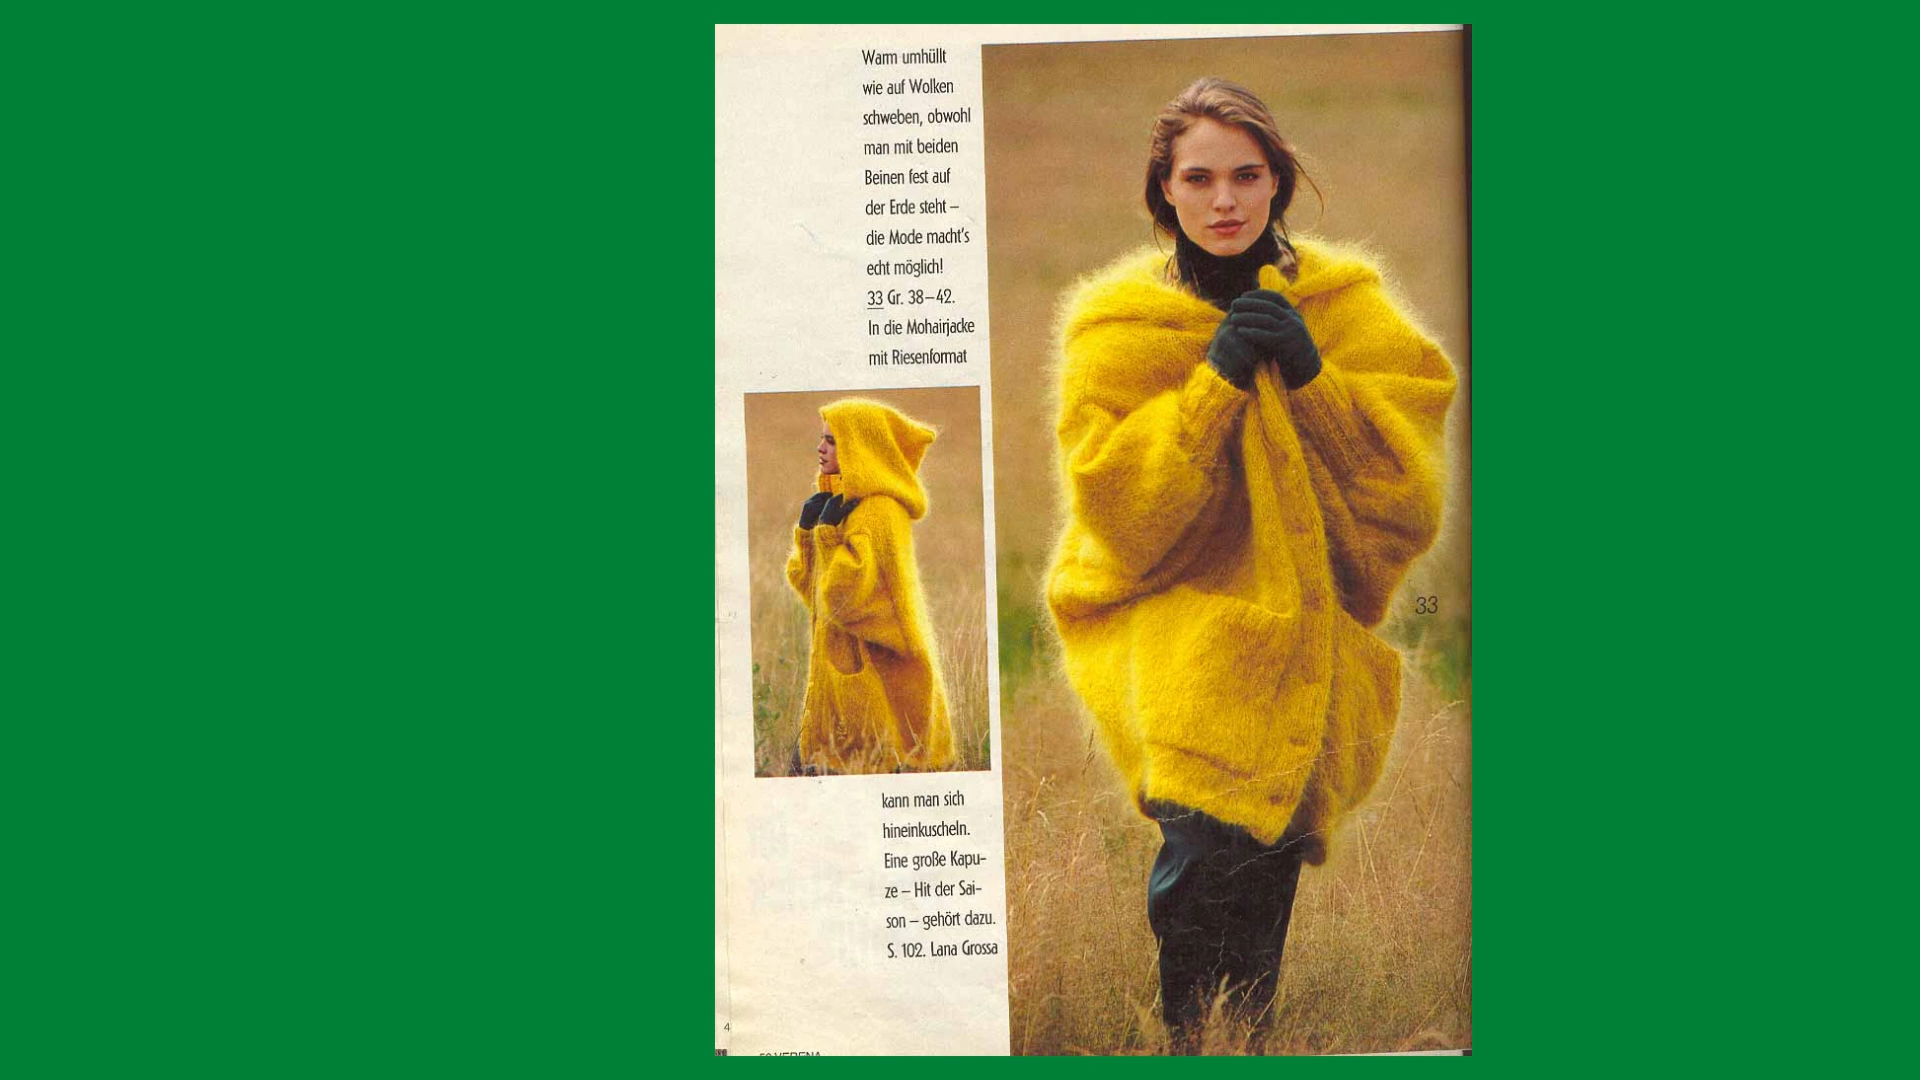 Warm umhüllt
wie auf Wolken
schweben, obwohl
man mit beiden
Beinen fest auf
der Erde steht –
die Mode macht's
echt möglich!
33 Gr. 38–42.
In die Mohairjacke
mit Riesenformat
kann man sich
hineinkuscheln.
Eine große Kapu-
ze – Hit der Sai-
son – gehört dazu.
S. 102. Lana Grossa
33
4
VERENA